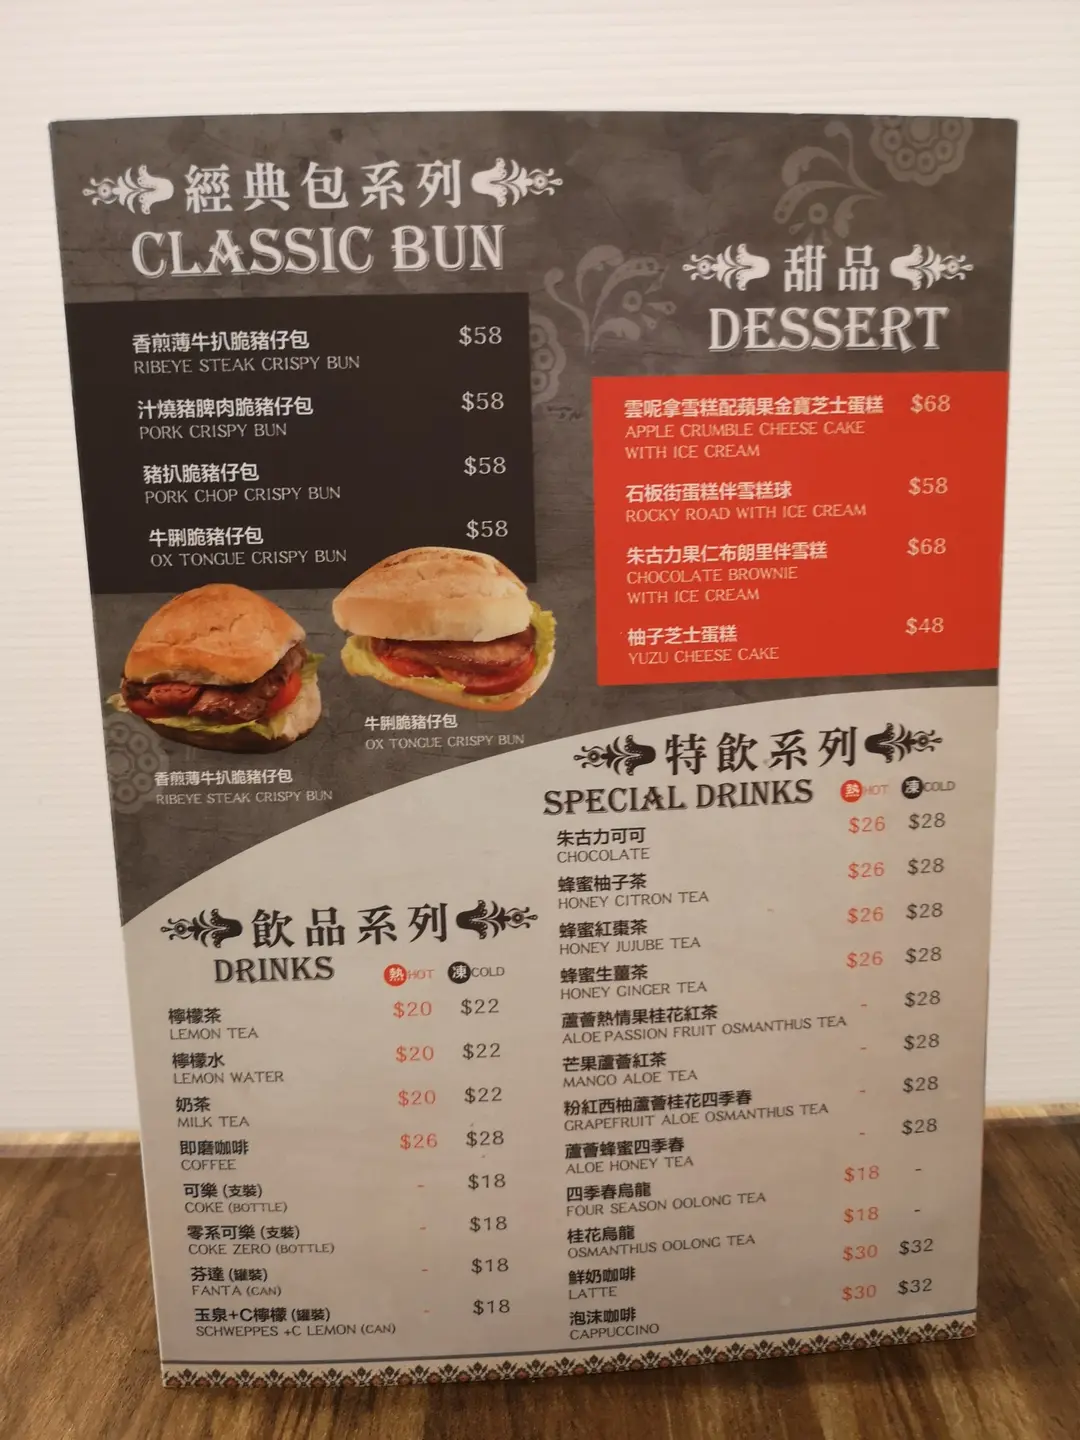 經典包系列
CLASSIC BUN
香煎薄牛扒脆豬仔包 $58
RIBEYE STEAK CRISPY BUN
汁燒豬脾肉脆豬仔包 $58
PORK CRISPY BUN
豬扒脆豬仔包 $58
PORK CHOP CRISPY BUN
牛脷脆豬仔包 $58
OX TONGUE CRISPY BUN
牛脷脆豬仔包
OX TONGUE CRISPY BUN
香煎薄牛扒脆豬仔包
RIBEYE STEAK CRISPY BUN
甜品
DESSERT
雲呢拿雪糕配蘋果金寶芝士蛋糕 $68
APPLE CRUMBLE CHEESE CAKE
WITH ICE CREAM
石板街蛋糕伴雪糕球 $58
ROCKY ROAD WITH ICE CREAM
朱古力果仁布朗里伴雪糕 $68
CHOCOLATE BROWNIE
WITH ICE CREAM
柚子芝士蛋糕 $48
YUZU CHEESE CAKE
飲品系列
DRINKS 熱HOT 凍COLD
檸檬茶 $20 $22
LEMON TEA
檸檬水 $20 $22
LEMON WATER
奶茶 $20 $22
MILK TEA
即磨咖啡 $26 $28
COFFEE
可樂 (支裝) - $18
COKE (BOTTLE)
零系可樂 (支裝) - $18
COKE ZERO (BOTTLE)
芬達 (罐裝) - $18
FANTA (CAN)
玉泉+C檸檬 (罐裝) - $18
SCHWEPPES +C LEMON (CAN)
特飲系列
SPECIAL DRINKS 熱HOT 凍COLD
朱古力可可 $26 $28
CHOCOLATE
蜂蜜柚子茶 $26 $28
HONEY CITRON TEA
蜂蜜紅棗茶 $26 $28
HONEY JUJUBE TEA
蜂蜜生薑茶 $26 $28
HONEY GINGER TEA
蘆薈熱情果桂花紅茶 - $28
ALOE PASSION FRUIT OSMANTHUS TEA
芒果蘆薈紅茶 - $28
MANGO ALOE TEA
粉紅西柚蘆薈桂花四季春 - $28
GRAPEFRUIT ALOE OSMANTHUS TEA
蘆薈蜂蜜四季春 - $28
ALOE HONEY TEA
四季春烏龍 $18 -
FOUR SEASON OOLONG TEA
桂花烏龍 $18 -
OSMANTHUS OOLONG TEA
鮮奶咖啡 $30 $32
LATTE
泡沫咖啡 $30 $32
CAPPUCCINO